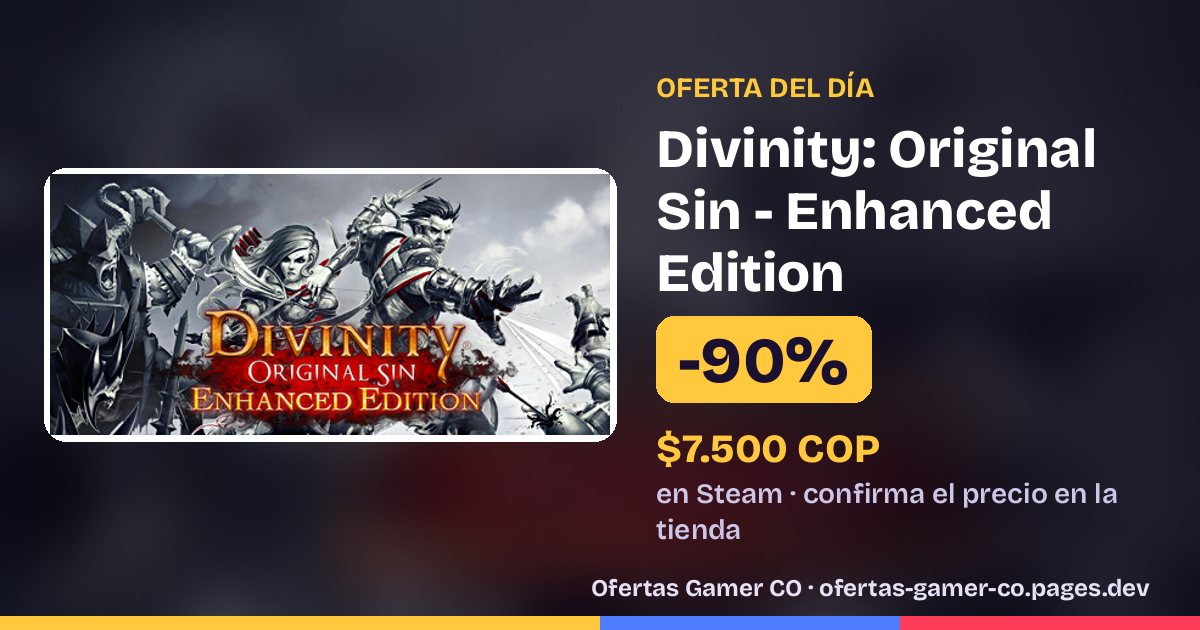 OFERTA DEL DÍA
Divinity: Original
Sin - Enhanced
Edition
-90%
$7.500 COP
en Steam · confirma el precio en la
tienda
DIVINITY
ORIGINAL SIN
ENHANCED EDITION
Ofertas Gamer CO · ofertas-gamer-co.pages.dev